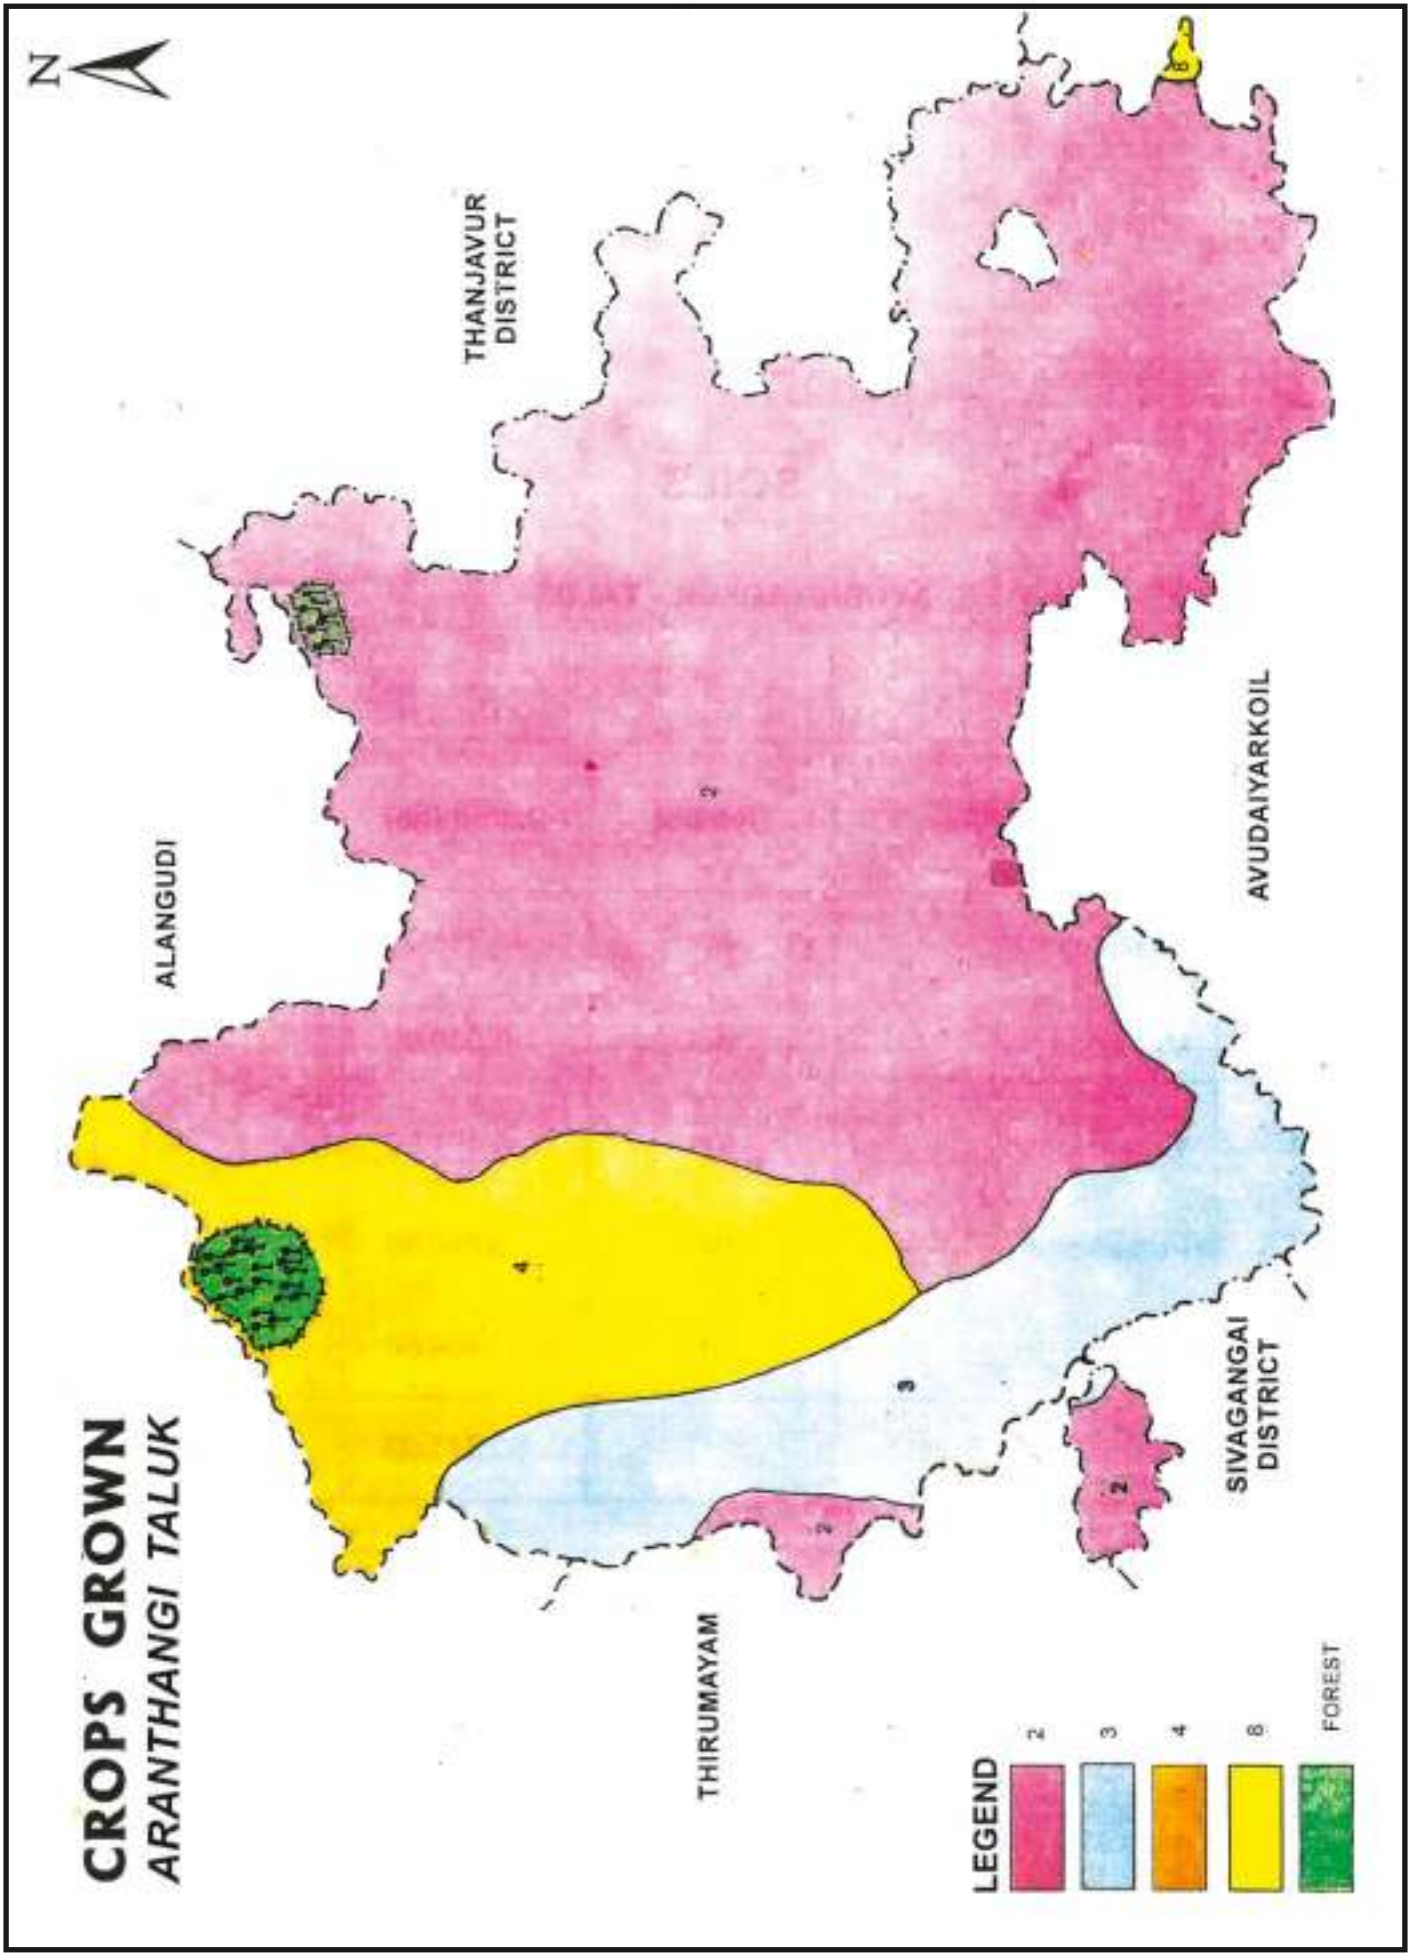 CROPS GROWN
ARANTHANGI TALUK
N
ALANGUDI
THANJAVUR
DISTRICT
THIRUMAYAM
SIVAGANGAI
DISTRICT
AVUDAIYARKOIL
2
4
3
2
2
8
LEGEND
2
3
4
8
FOREST